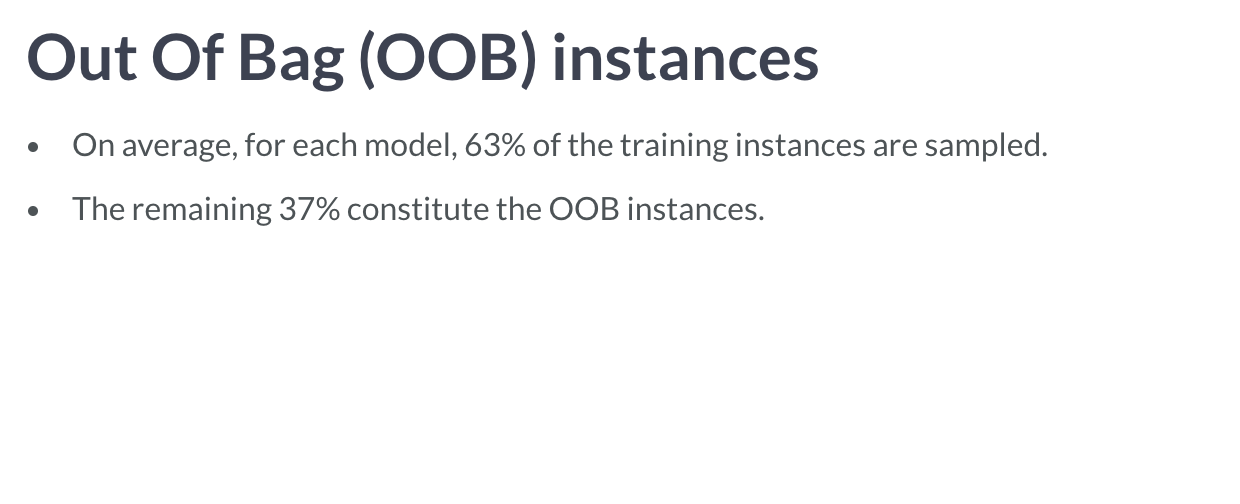 Out Of Bag (OOB) instances
• On average, for each model, 63% of the training instances are sampled.
• The remaining 37% constitute the OOB instances.